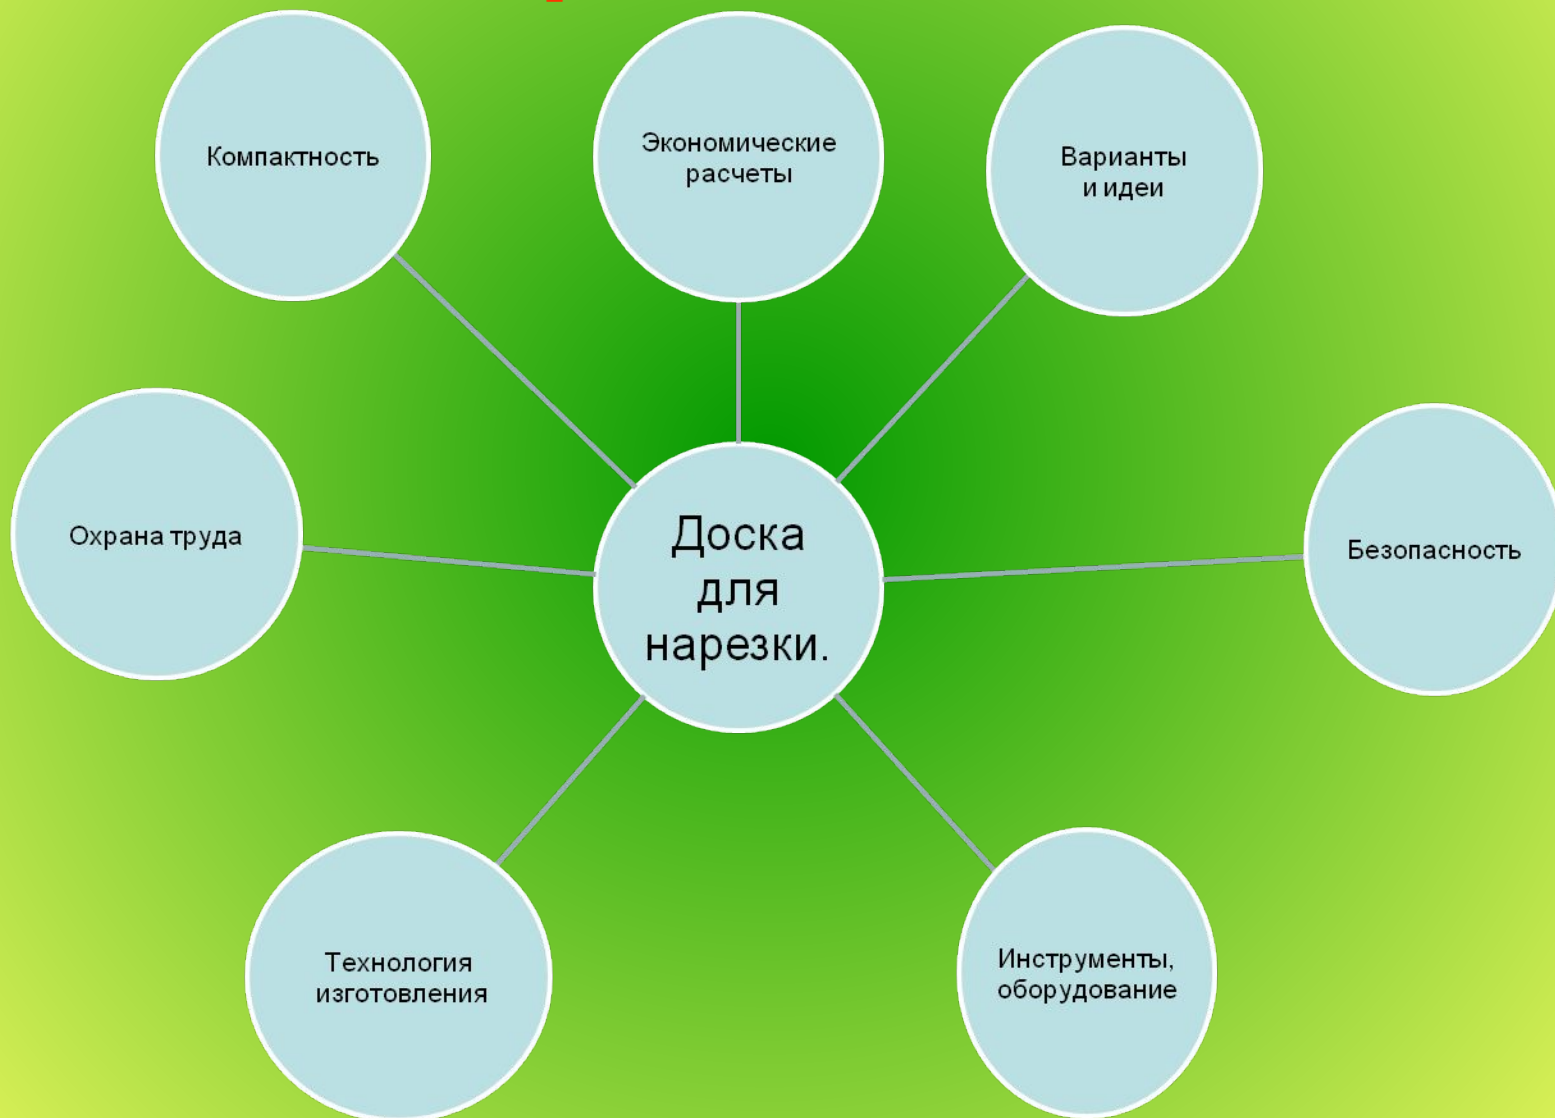 Компактность
Экономические
расчеты
Варианты
и идеи
Охрана труда
Доска
для
нарезки.
Безопасность
Технология
изготовления
Инструменты,
оборудование